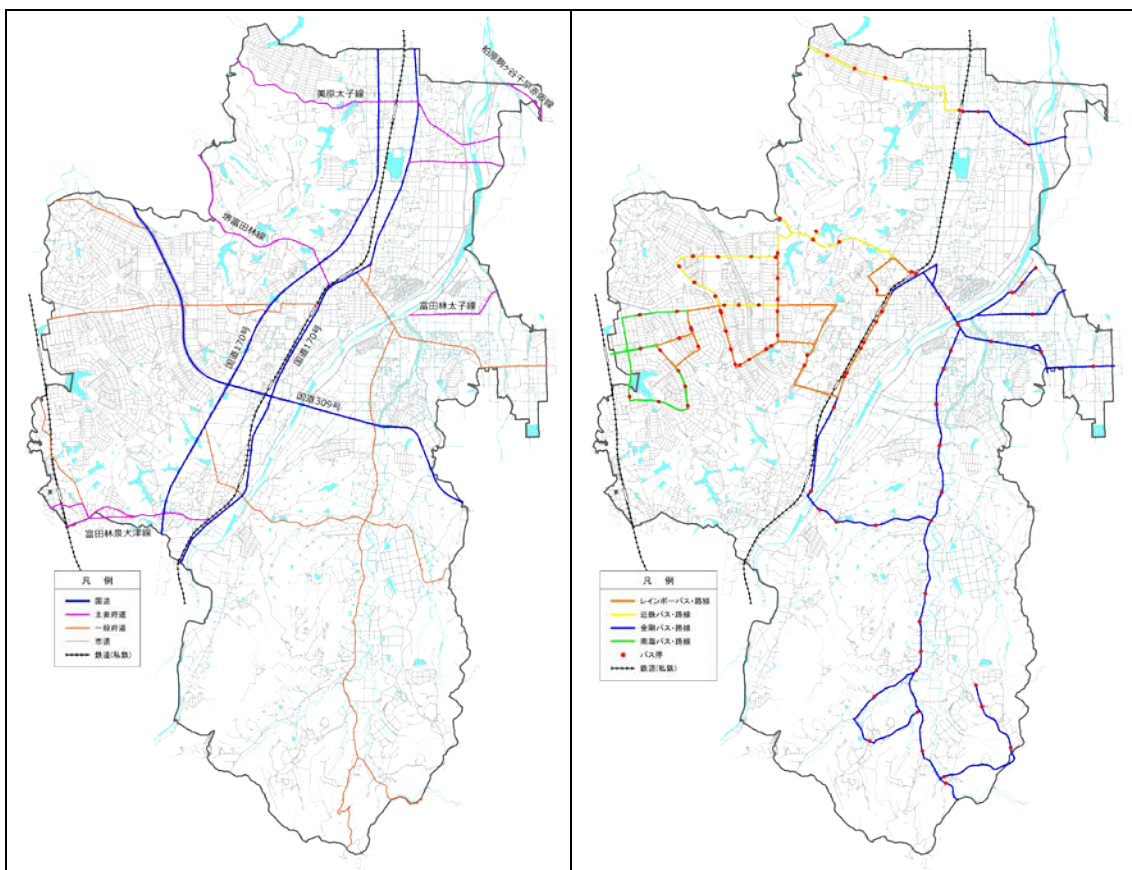 柏原駒ヶ谷千早赤阪線
美原太子線
堺富田林線
富田林太子線
国道170号
国道170号
国道309号
富田林泉大津線
凡 例
国道
主要府道
一般府道
市道
鉄道(私鉄)
凡 例
レインボーバス・路線
近鉄バス・路線
金剛バス・路線
南海バス・路線
バス停
鉄道(私鉄)